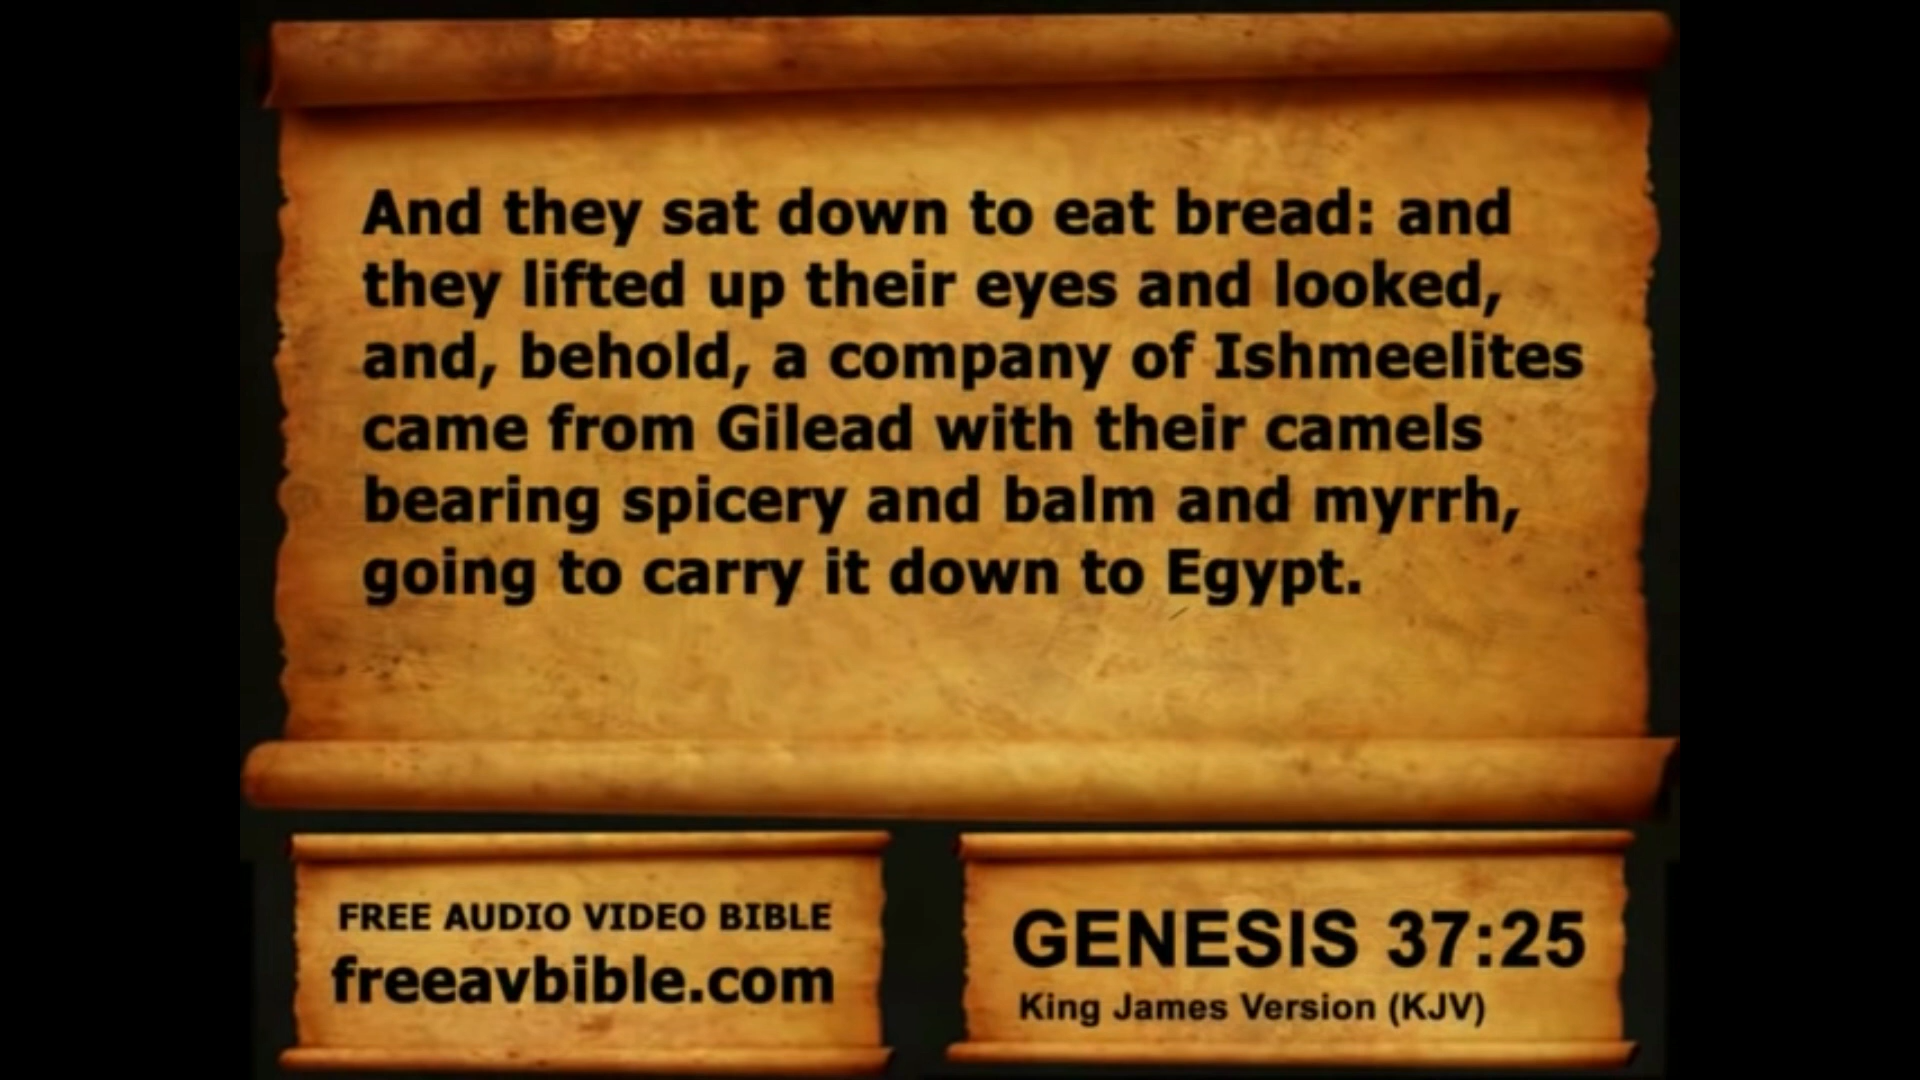 And they sat down to eat bread: and
they lifted up their eyes and looked,
and, behold, a company of Ishmeelites
came from Gilead with their camels
bearing spicery and balm and myrrh,
going to carry it down to Egypt.
FREE AUDIO VIDEO BIBLE
freeavbible.com
GENESIS 37:25
King James Version (KJV)